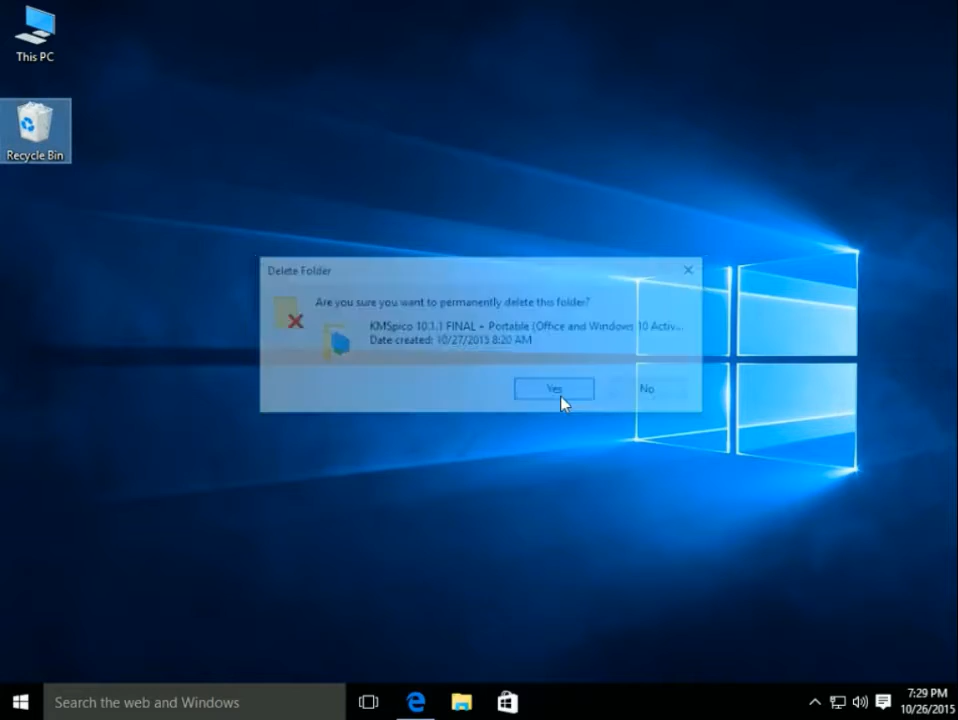 This PC
Recycle Bin
Delete Folder
Are you sure you want to permanently delete this folder?
KMSpico 10.1.1 FINAL + Portable (Office and Windows 10 Activ...
Date created: 10/27/2015 8:20 AM
Yes
No
Search the web and Windows
7:29 PM
10/26/2015